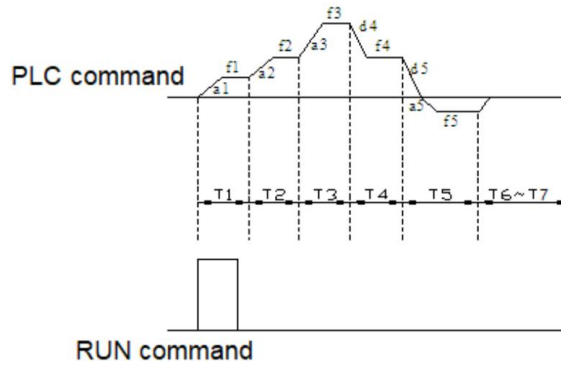 f3
d4
f2
a3
f4
f1
a2
d5
PLC command
a1
a5
f5
T1 T2 T3 T4 T5 T6~T7
RUN command